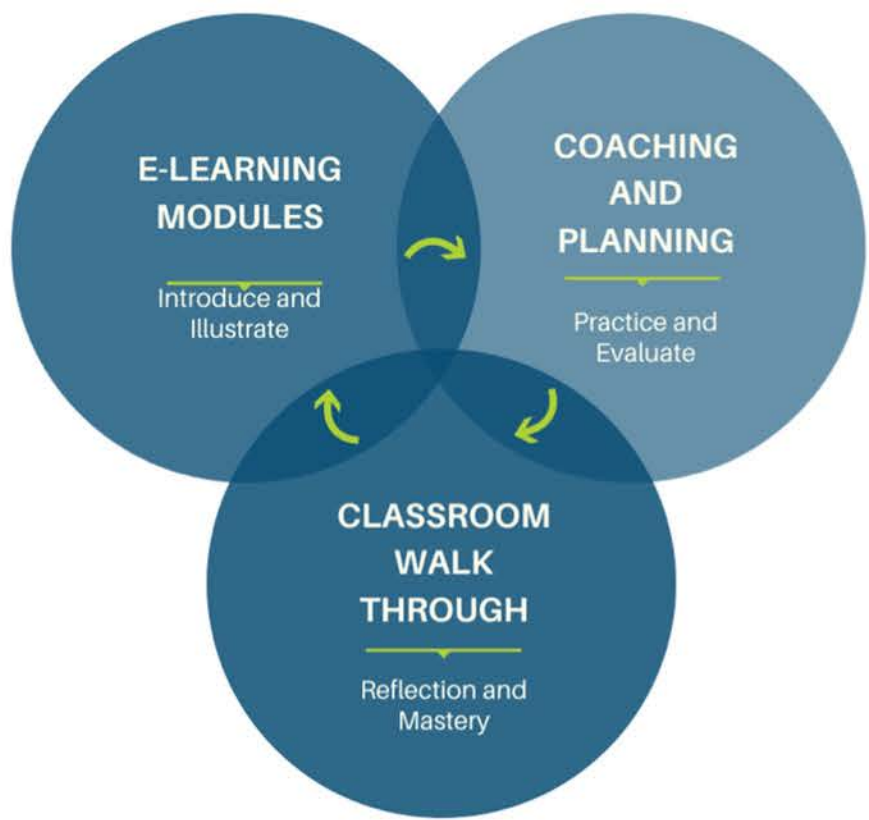 E-LEARNING
MODULES
Introduce and
Illustrate
COACHING
AND
PLANNING
Practice and
Evaluate
CLASSROOM
WALK
THROUGH
Reflection and
Mastery